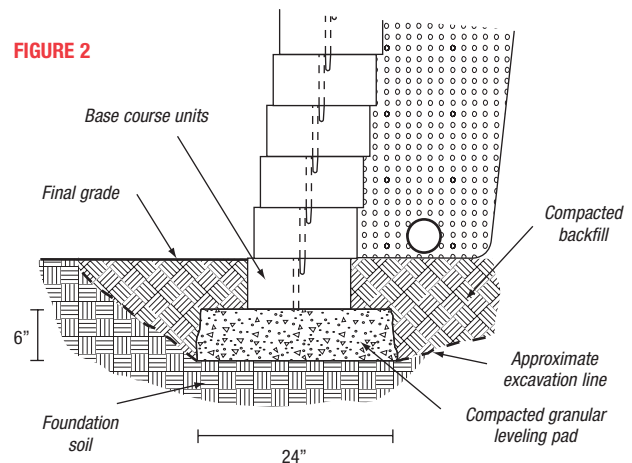 FIGURE 2
Base course units
Final grade
Compacted
backfill
6"
Approximate
excavation line
Foundation
soil
Compacted granular
leveling pad
24"